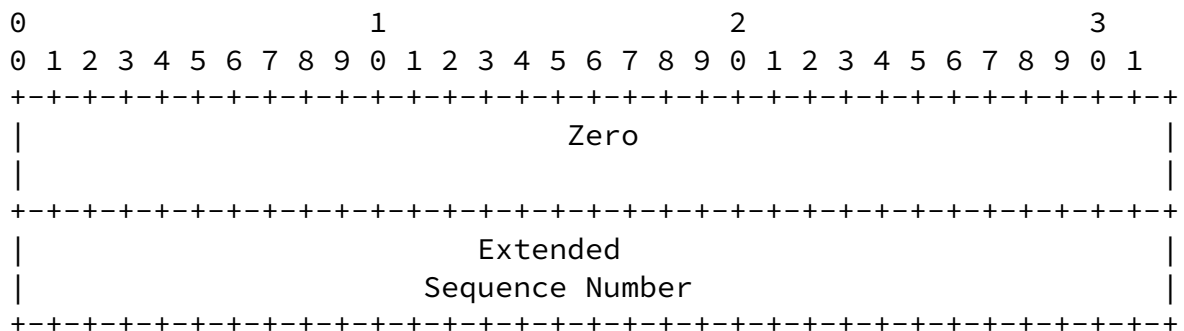 0                   1                   2                   3
0 1 2 3 4 5 6 7 8 9 0 1 2 3 4 5 6 7 8 9 0 1 2 3 4 5 6 7 8 9 0 1
+-+-+-+-+-+-+-+-+-+-+-+-+-+-+-+-+-+-+-+-+-+-+-+-+-+-+-+-+-+-+-+-+
|                              Zero                             |
|                                                               |
+-+-+-+-+-+-+-+-+-+-+-+-+-+-+-+-+-+-+-+-+-+-+-+-+-+-+-+-+-+-+-+-+
|                         Extended                              |
|                      Sequence Number                          |
+-+-+-+-+-+-+-+-+-+-+-+-+-+-+-+-+-+-+-+-+-+-+-+-+-+-+-+-+-+-+-+-+